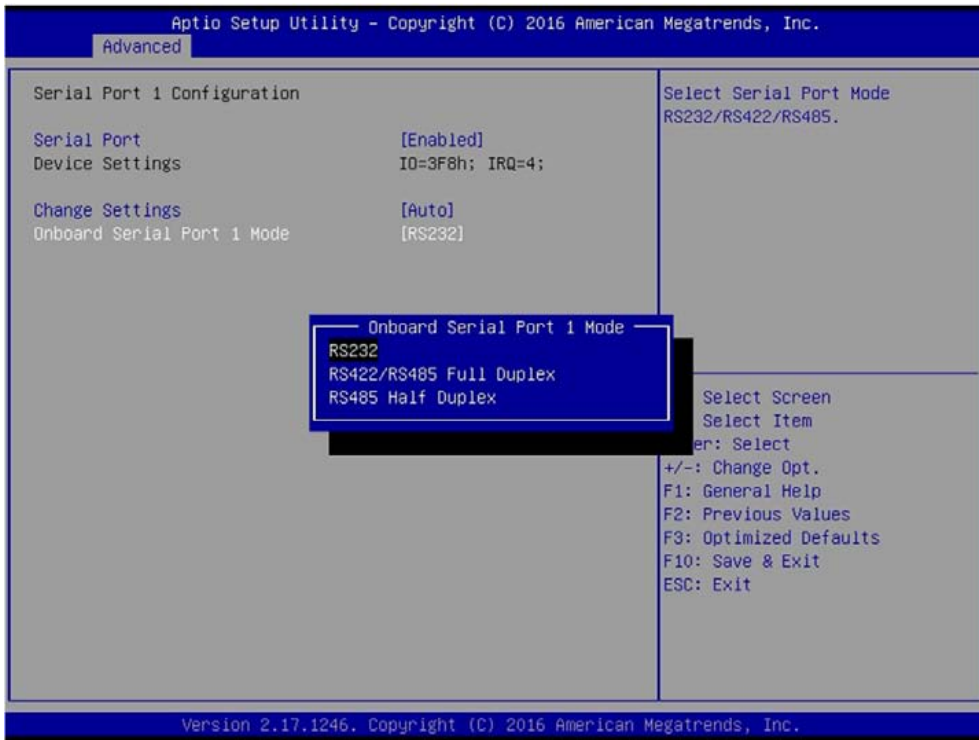 Aptio Setup Utility – Copyright (C) 2016 American Megatrends, Inc.
Advanced
Serial Port 1 Configuration
Serial Port [Enabled]
Device Settings IO=3F8h; IRQ=4;
Change Settings [Auto]
Onboard Serial Port 1 Mode [RS232]
Select Serial Port Mode
RS232/RS422/RS485.
Onboard Serial Port 1 Mode
RS232
RS422/RS485 Full Duplex
RS485 Half Duplex
Select Screen
Select Item
er: Select
+/-: Change Opt.
F1: General Help
F2: Previous Values
F3: Optimized Defaults
F10: Save & Exit
ESC: Exit
Version 2.17.1246. Copyright (C) 2016 American Megatrends, Inc.